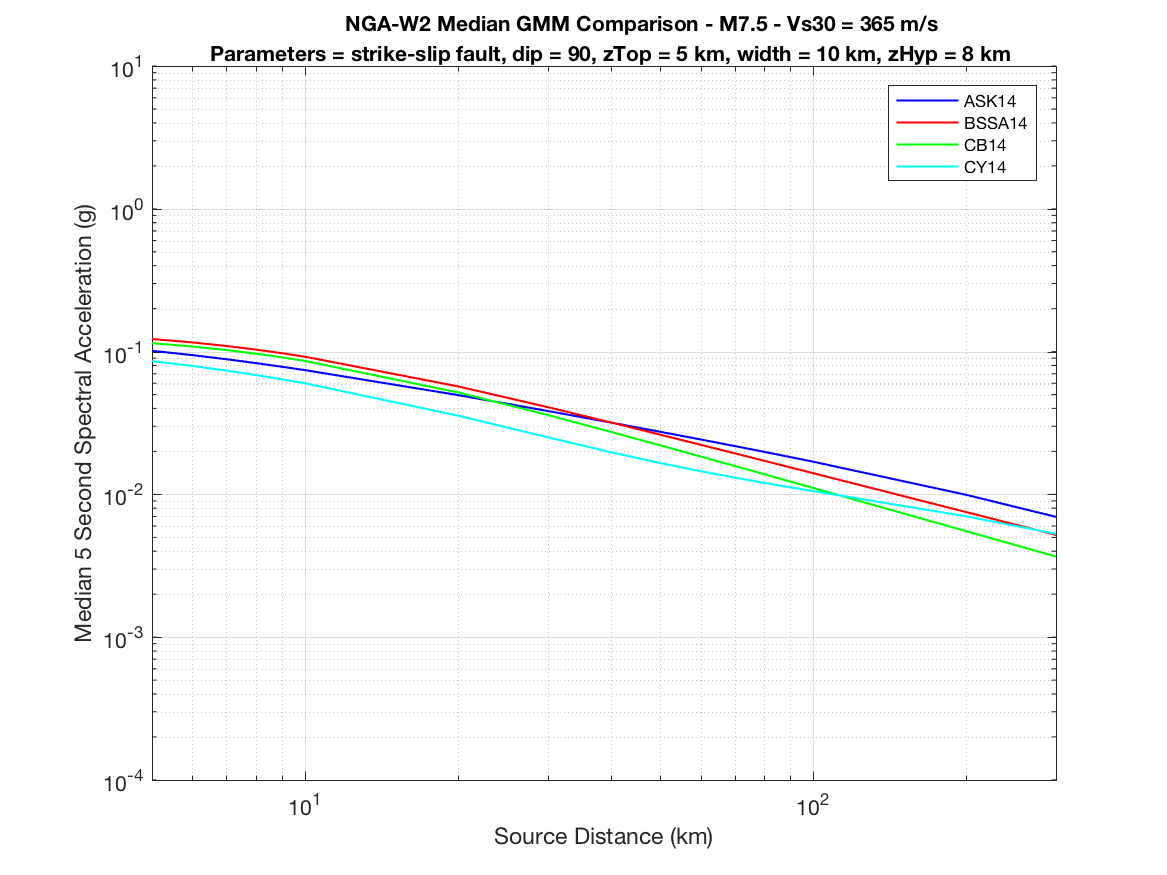 NGA-W2 Median GMM Comparison - M7.5 - Vs30 = 365 m/s
Parameters = strike-slip fault, dip = 90, zTop = 5 km, width = 10 km, zHyp = 8 km
10^1
10^0
10^-1
10^-2
10^-3
10^-4
Median 5 Second Spectral Acceleration (g)
ASK14
BSSA14
CB14
CY14
10^1
10^2
Source Distance (km)